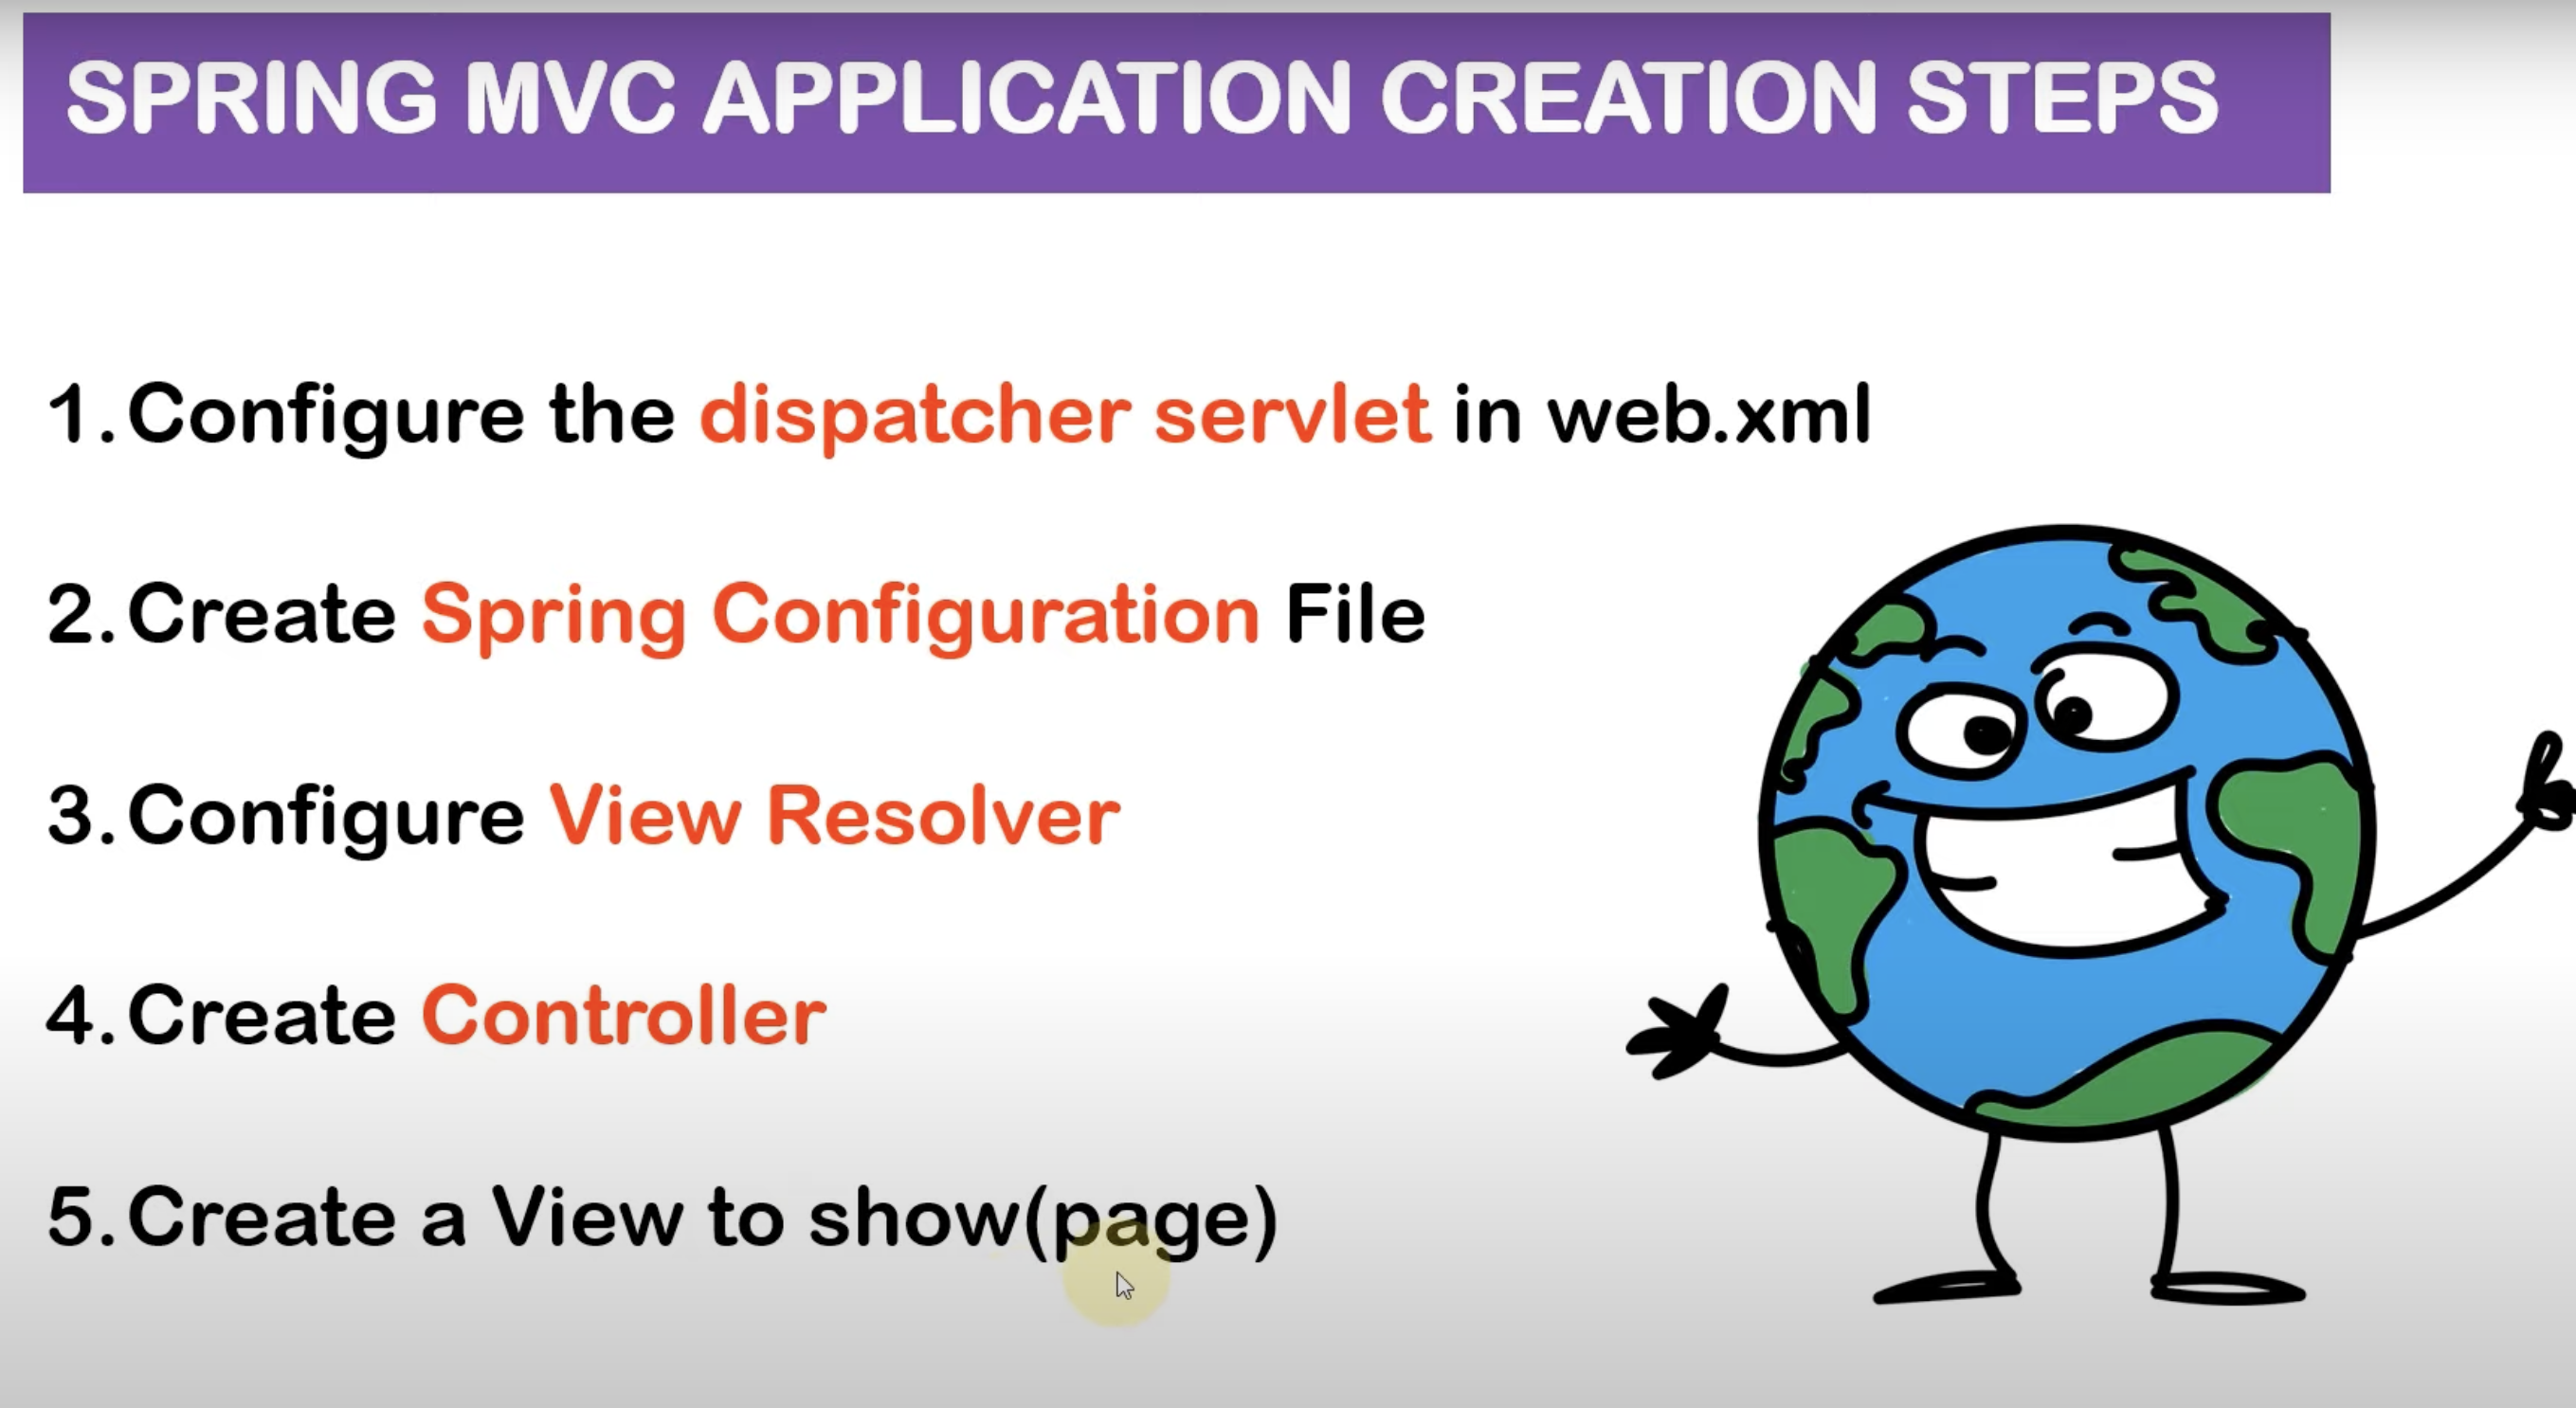 SPRING MVC APPLICATION CREATION STEPS
1. Configure the dispatcher servlet in web.xml
2. Create Spring Configuration File
3. Configure View Resolver
4. Create Controller
5. Create a View to show(page)